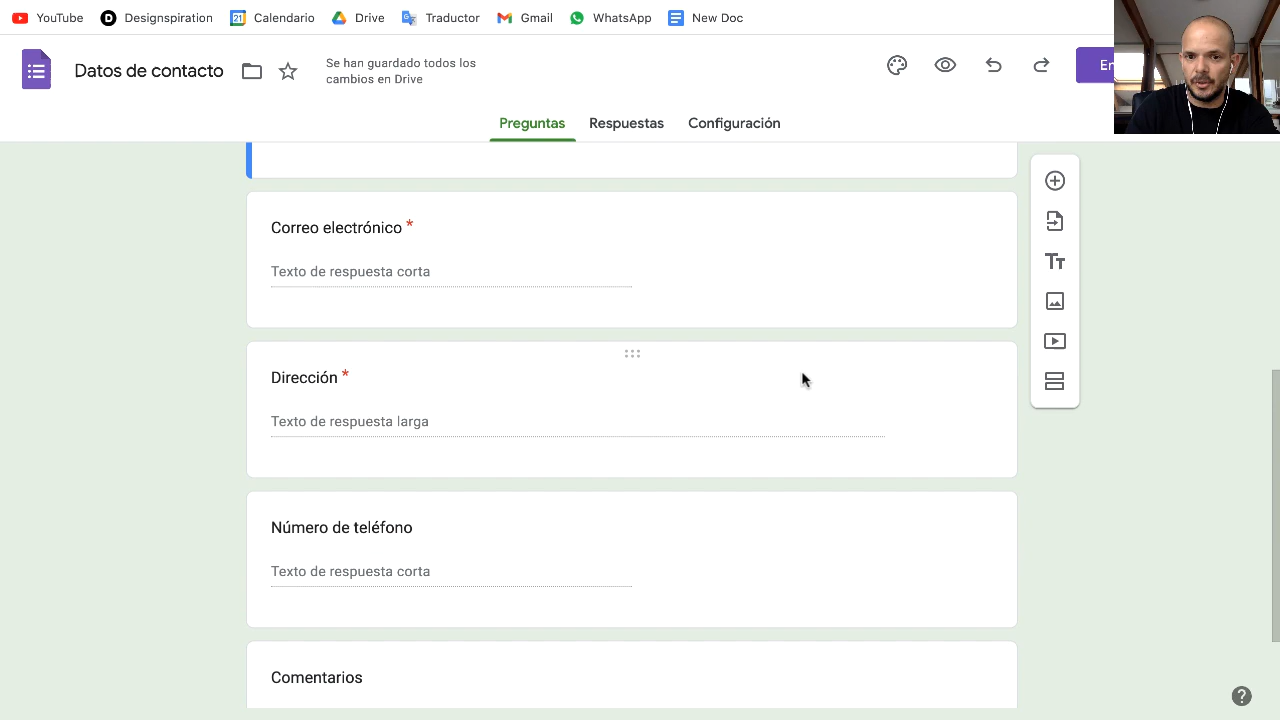 YouTube Designspiration Calendario Drive Traductor Gmail WhatsApp New Doc
Datos de contacto
Se han guardado todos los
cambios en Drive
Preguntas Respuestas Configuración
Correo electrónico *
Texto de respuesta corta
Dirección *
Texto de respuesta larga
Número de teléfono
Texto de respuesta corta
Comentarios